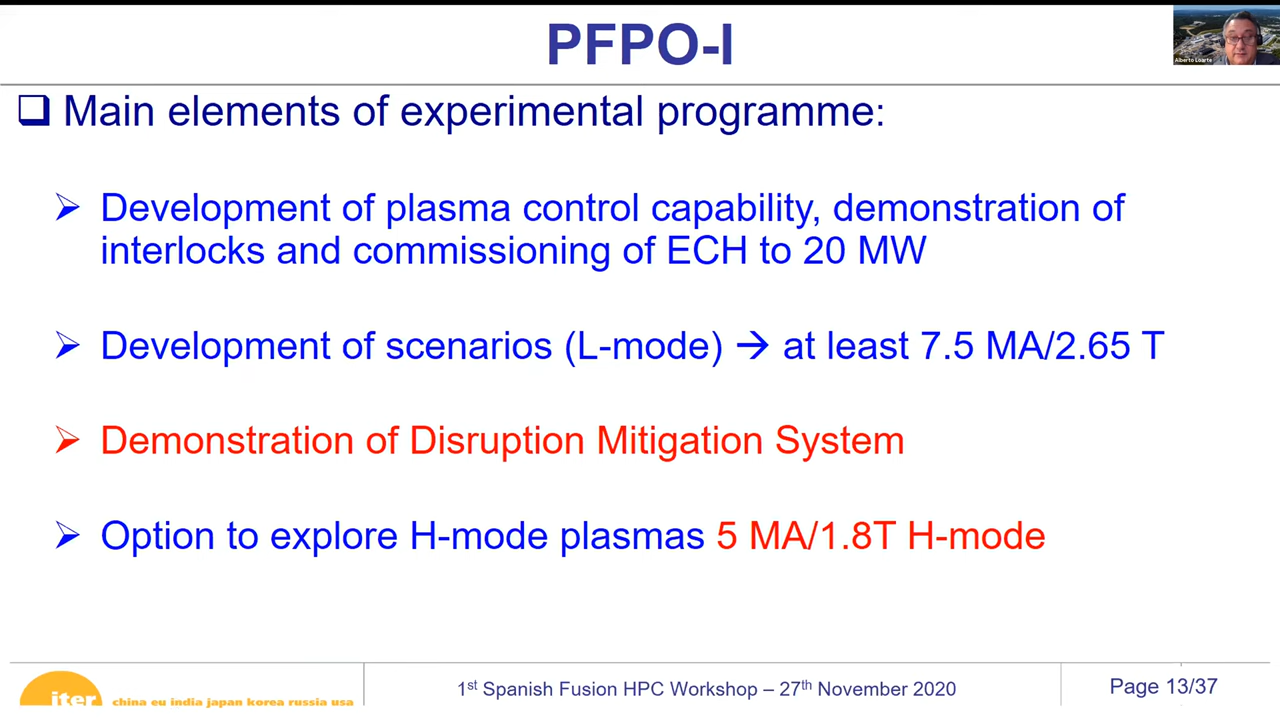 PFPO-I
Alberto Loarte
❑ Main elements of experimental programme:
➢ Development of plasma control capability, demonstration of
interlocks and commissioning of ECH to 20 MW
➢ Development of scenarios (L-mode) → at least 7.5 MA/2.65 T
➢ Demonstration of Disruption Mitigation System
➢ Option to explore H-mode plasmas 5 MA/1.8T H-mode
iter
china eu india japan korea russia usa
1st Spanish Fusion HPC Workshop – 27th November 2020
Page 13/37